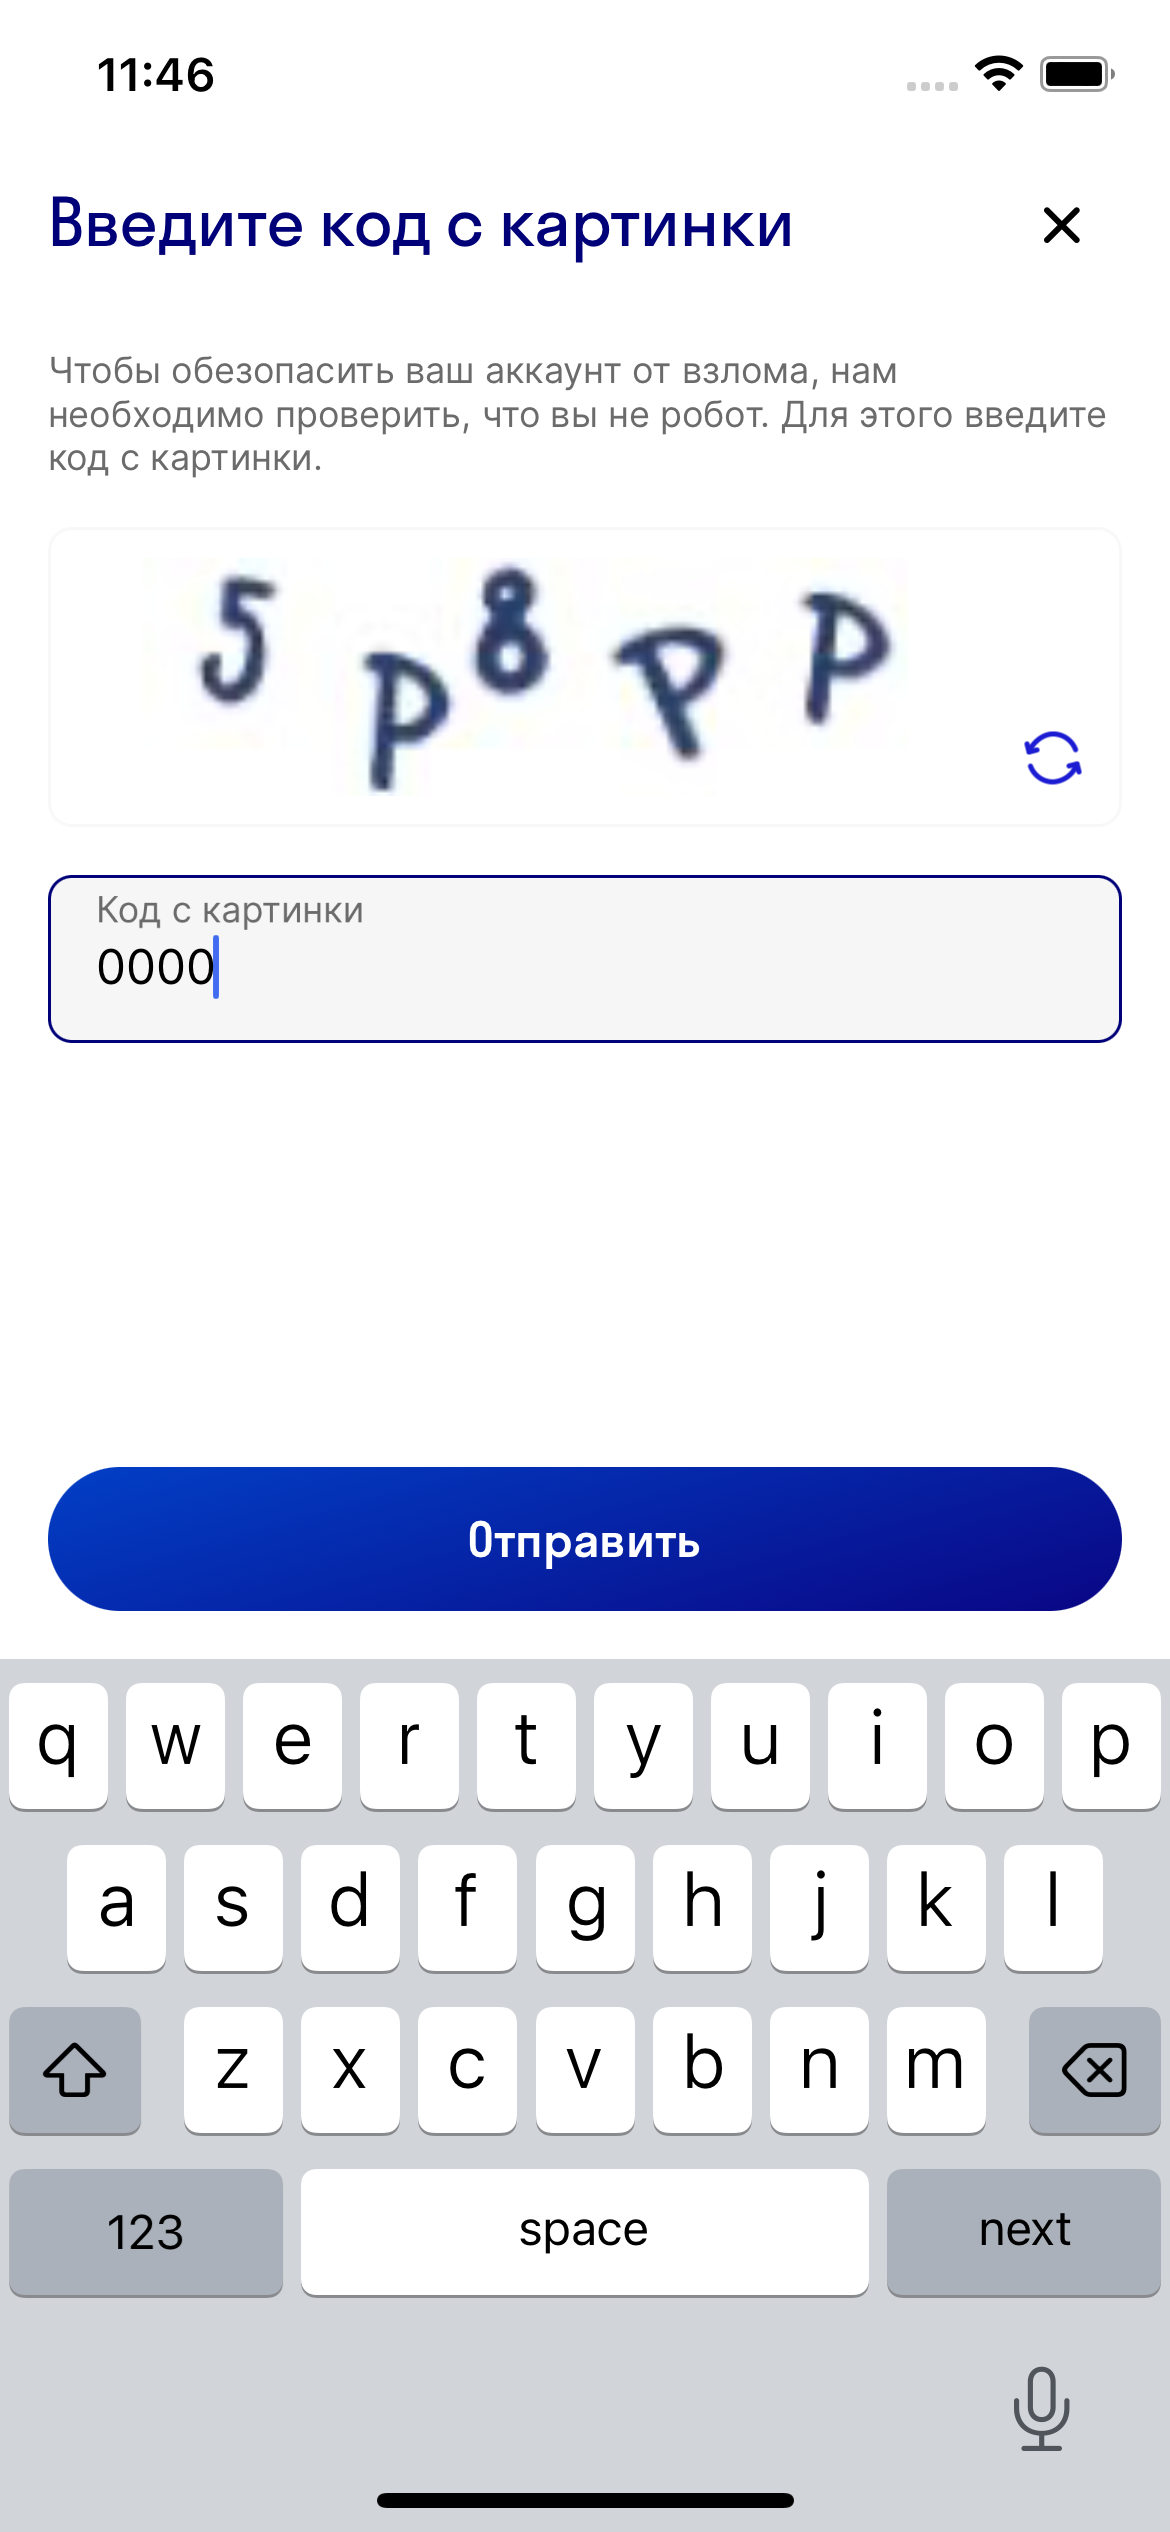 11:46
Введите код с картинки
Чтобы обезопасить ваш аккаунт от взлома, нам
необходимо проверить, что вы не робот. Для этого введите
код с картинки.
5 p 8 p p
Код с картинки
0000
Отправить
q w e r t y u i o p
a s d f g h j k l
z x c v b n m
123 space next